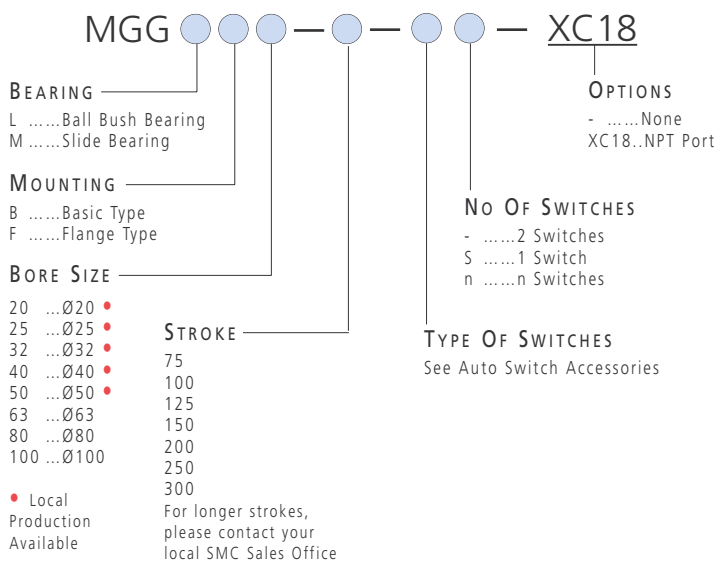 MGG — — — XC18
BEARING
L ......Ball Bush Bearing
M ......Slide Bearing
MOUNTING
B ......Basic Type
F ......Flange Type
BORE SIZE
20 ...Ø20 •
25 ...Ø25 •
32 ...Ø32 •
40 ...Ø40 •
50 ...Ø50 •
63 ...Ø63
80 ...Ø80
100 ...Ø100
• Local
Production
Available
STROKE
75
100
125
150
200
250
300
For longer strokes,
please contact your
local SMC Sales Office
TYPE OF SWITCHES
See Auto Switch Accessories
NO OF SWITCHES
- ......2 Switches
S ......1 Switch
n ......n Switches
OPTIONS
- ......None
XC18..NPT Port